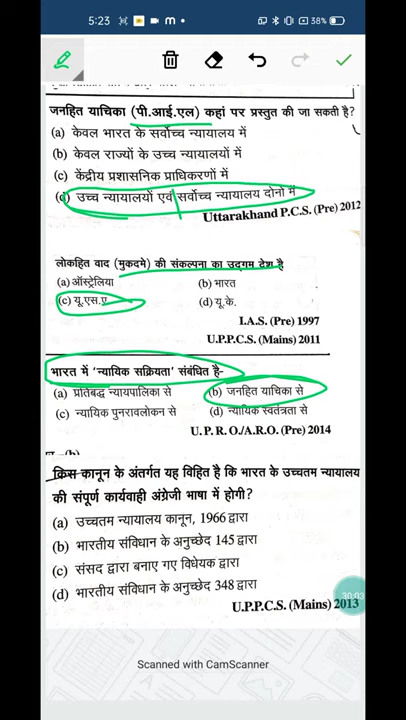 5:23
38%
जनहित याचिका (पी.आई.एल) कहां पर प्रस्तुत की जा सकती है?
(a) केवल भारत के सर्वोच्च न्यायालय में
(b) केवल राज्यों के उच्च न्यायालयों में
(c) केंद्रीय प्रशासनिक प्राधिकरणों में
(d) उच्च न्यायालयों एवं सर्वोच्च न्यायालय दोनों में
Uttarakhand P.C.S. (Pre) 2012
लोकहित वाद (मुकदमे) की संकल्पना का उद्गम देश है
(a) ऑस्ट्रेलिया (b) भारत
(c) यू.एस.ए. (d) यू.के.
I.A.S. (Pre) 1997
U.P.P.C.S. (Mains) 2011
भारत में 'न्यायिक सक्रियता' संबंधित है-
(a) प्रतिबद्ध न्यायपालिका से (b) जनहित याचिका से
(c) न्यायिक पुनरावलोकन से (d) न्यायिक स्वतंत्रता से
U. P. R. O./A.R.O. (Pre) 2014
किस कानून के अंतर्गत यह विहित है कि भारत के उच्चतम न्यायालय
की संपूर्ण कार्यवाही अंग्रेजी भाषा में होगी?
(a) उच्चतम न्यायालय कानून, 1966 द्वारा
(b) भारतीय संविधान के अनुच्छेद 145 द्वारा
(c) संसद द्वारा बनाए गए विधेयक द्वारा
(d) भारतीय संविधान के अनुच्छेद 348 द्वारा
30:03
U.P.P.C.S. (Mains) 2013
Scanned with CamScanner